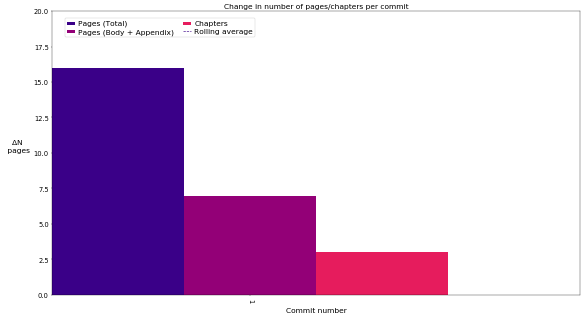 Change in number of pages/chapters per commit
Pages (Total)
Pages (Body + Appendix)
Chapters
Rolling average
20.0
17.5
15.0
12.5
10.0
7.5
5.0
2.5
0.0
ΔN
pages
1
Commit number